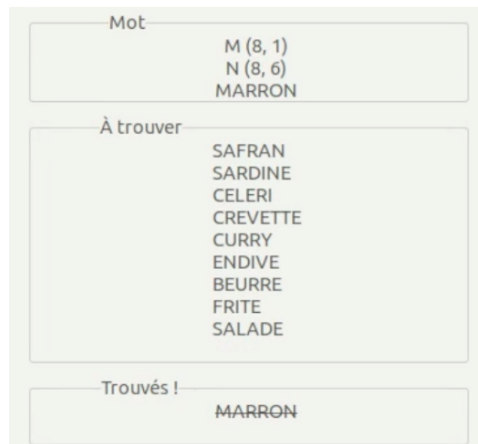 Mot
M (8, 1)
N (8, 6)
MARRON
À trouver
SAFRAN
SARDINE
CELERI
CREVETTE
CURRY
ENDIVE
BEURRE
FRITE
SALADE
Trouvés !
MARRON